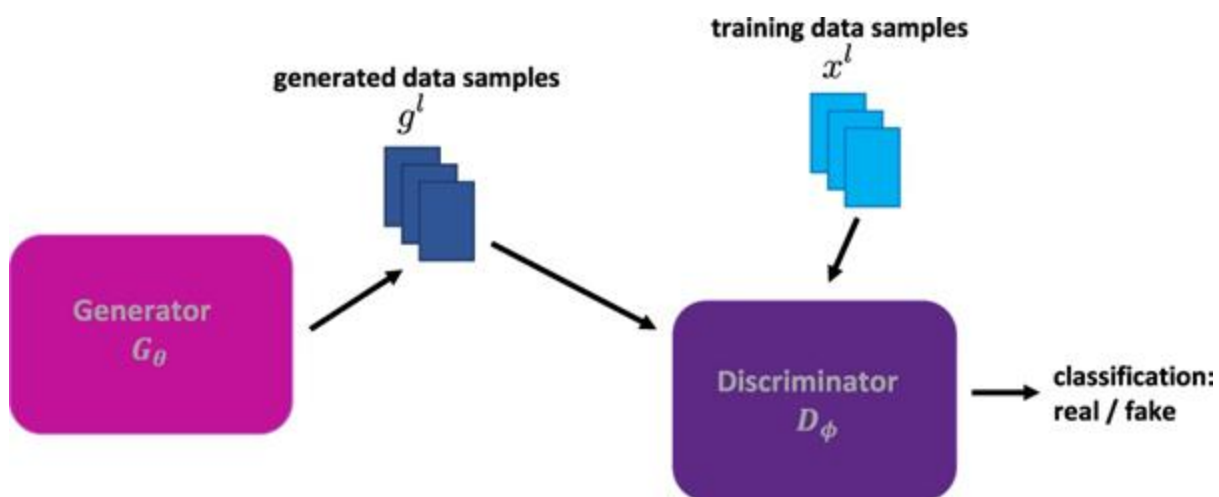 training data samples
x^l
generated data samples
g^l
Generator
G_θ
Discriminator
D_ϕ
classification:
real / fake